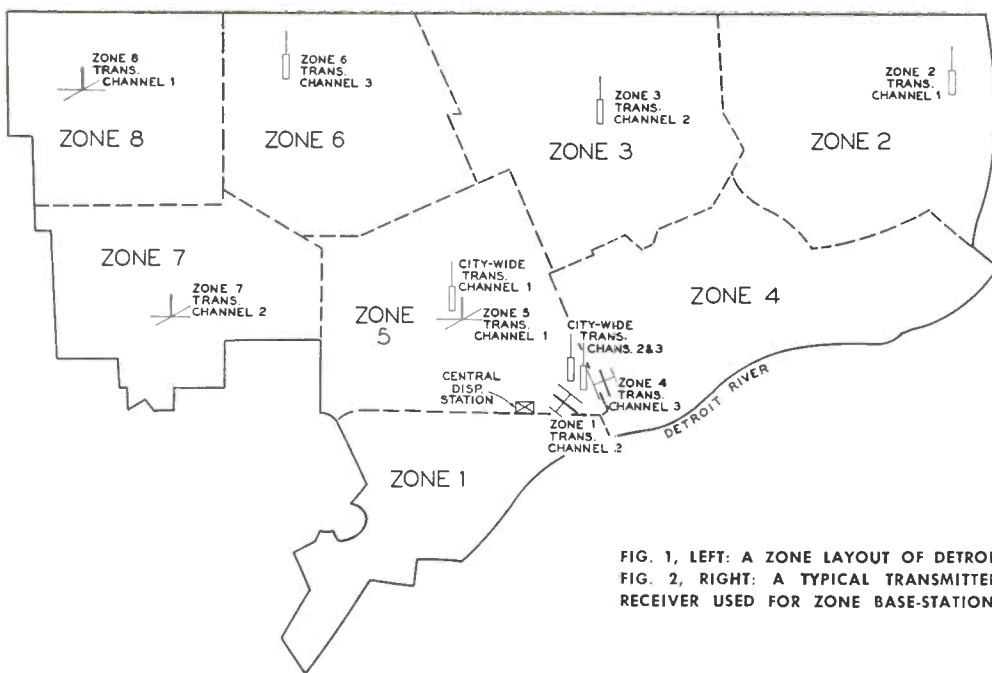 ZONE 8
TRANS.
CHANNEL 1
ZONE 8
ZONE 6
TRANS.
CHANNEL 3
ZONE 6
ZONE 3
TRANS.
CHANNEL 2
ZONE 3
ZONE 2
TRANS.
CHANNEL 1
ZONE 2
ZONE 7
ZONE 7
TRANS.
CHANNEL 2
CITY-WIDE
TRANS.
CHANNEL 1
ZONE
5
ZONE 5
TRANS.
CHANNEL 1
ZONE 4
CITY-WIDE
TRANS.
CHANS. 2&3
CENTRAL
DISP.
STATION
ZONE 4
TRANS.
CHANNEL 3
ZONE 1
TRANS.
CHANNEL 2
DETROIT RIVER
ZONE 1
FIG. 1, LEFT: A ZONE LAYOUT OF DETROI
FIG. 2, RIGHT: A TYPICAL TRANSMITTER
RECEIVER USED FOR ZONE BASE-STATION